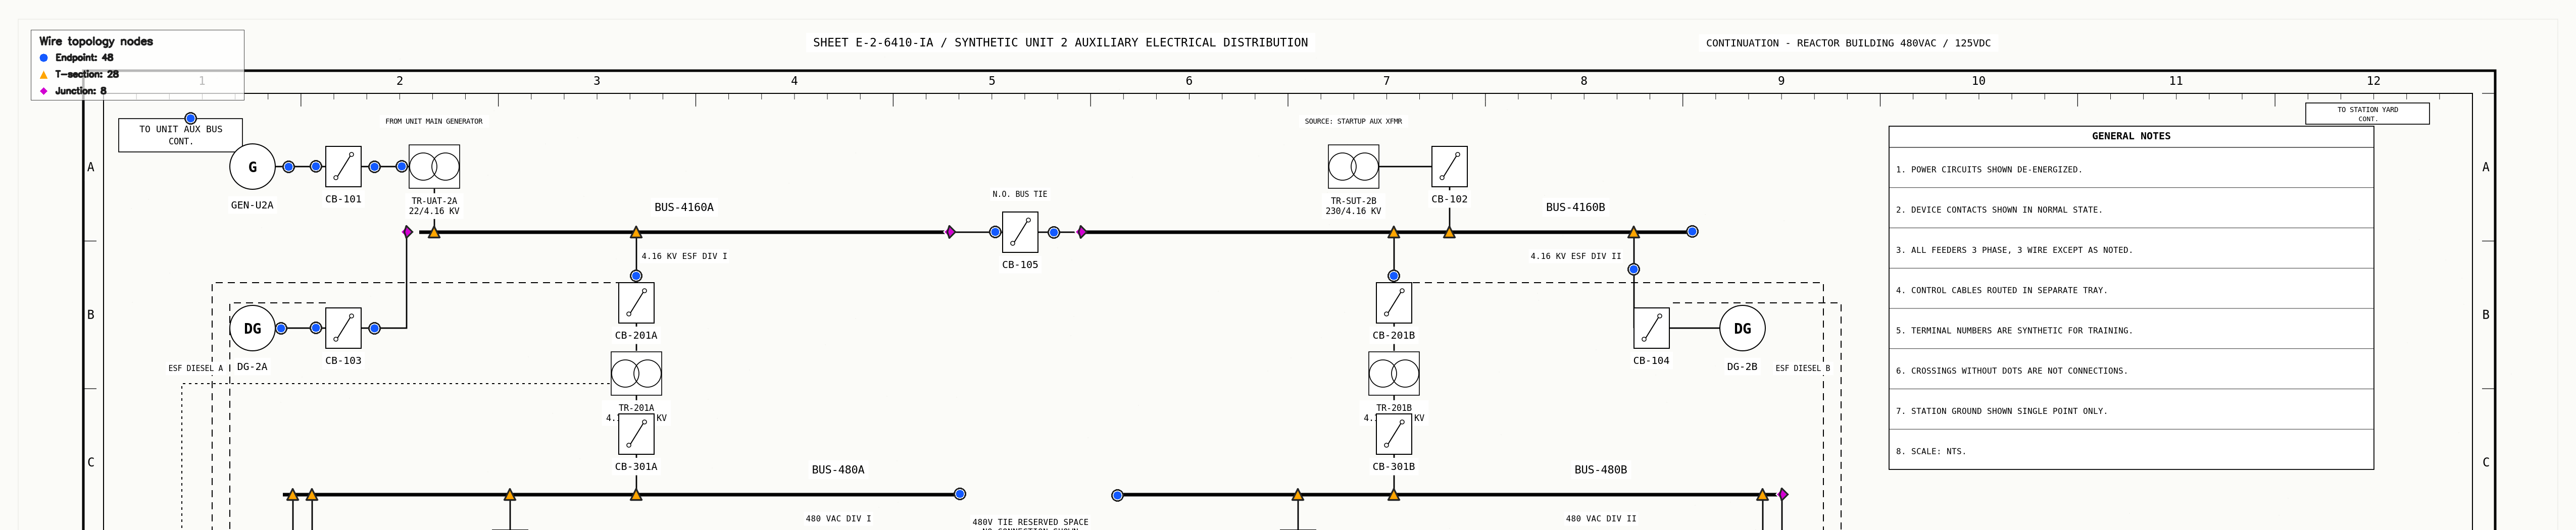 SHEET E-2-6410-IA / SYNTHETIC UNIT 2 AUXILIARY ELECTRICAL DISTRIBUTION
CONTINUATION - REACTOR BUILDING 480VAC / 125VDC
Wire topology nodes
Endpoint: 48
T-section: 28
Junction: 8
1 2 3 4 5 6 7 8 9 10 11 12
TO STATION YARD
CONT.
TO UNIT AUX BUS
CONT.
FROM UNIT MAIN GENERATOR
SOURCE: STARTUP AUX XFMR
A
A
G
GEN-U2A
CB-101
TR-UAT-2A
22/4.16 KV
BUS-4160A
N.O. BUS TIE
CB-105
TR-SUT-2B
230/4.16 KV
CB-102
BUS-4160B
4.16 KV ESF DIV I
4.16 KV ESF DIV II
B
B
DG
DG-2A
CB-103
ESF DIESEL A
CB-201A
TR-201A
4.
KV
CB-201B
TR-201B
4.
KV
CB-104
DG
DG-2B
ESF DIESEL B
C
C
CB-301A
BUS-480A
CB-301B
BUS-480B
480 VAC DIV I
480V TIE RESERVED SPACE
480 VAC DIV II
GENERAL NOTES
1. POWER CIRCUITS SHOWN DE-ENERGIZED.
2. DEVICE CONTACTS SHOWN IN NORMAL STATE.
3. ALL FEEDERS 3 PHASE, 3 WIRE EXCEPT AS NOTED.
4. CONTROL CABLES ROUTED IN SEPARATE TRAY.
5. TERMINAL NUMBERS ARE SYNTHETIC FOR TRAINING.
6. CROSSINGS WITHOUT DOTS ARE NOT CONNECTIONS.
7. STATION GROUND SHOWN SINGLE POINT ONLY.
8. SCALE: NTS.